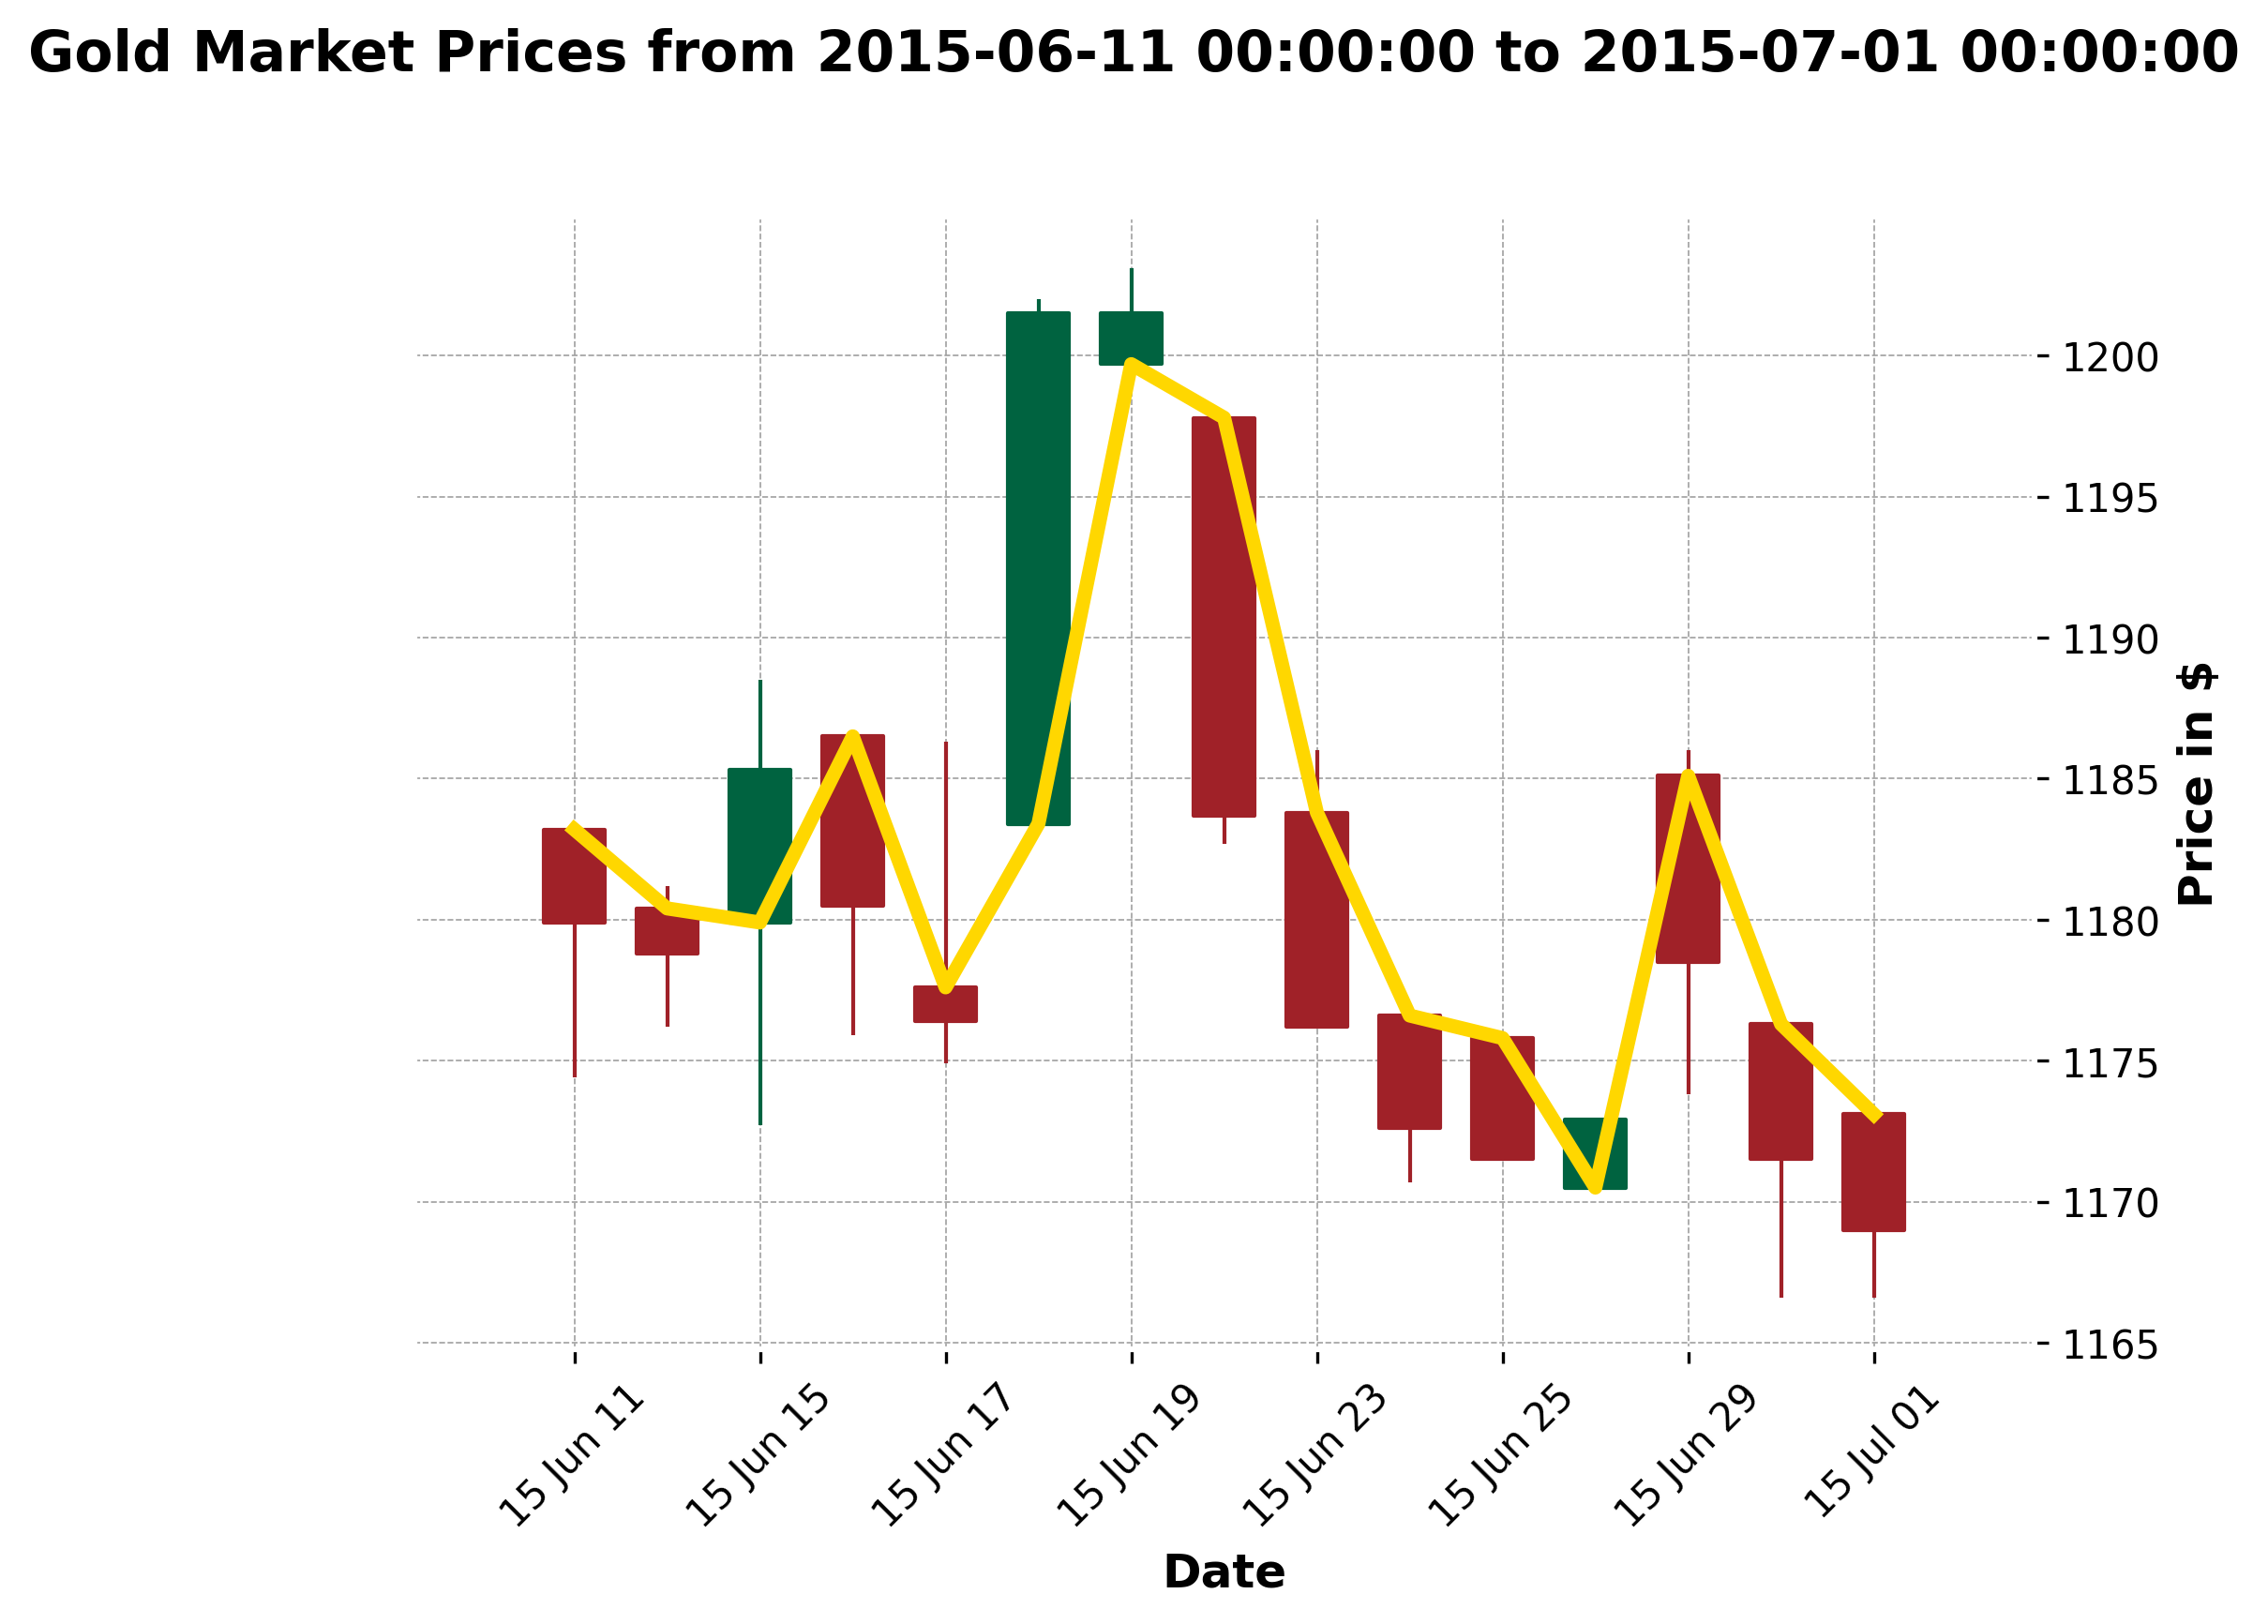 Gold Market Prices from 2015-06-11 00:00:00 to 2015-07-01 00:00:00
1200
1195
1190
1185
1180
1175
1170
1165
Price in $
15 Jun 11
15 Jun 15
15 Jun 17
15 Jun 19
15 Jun 23
15 Jun 25
15 Jun 29
15 Jul 01
Date